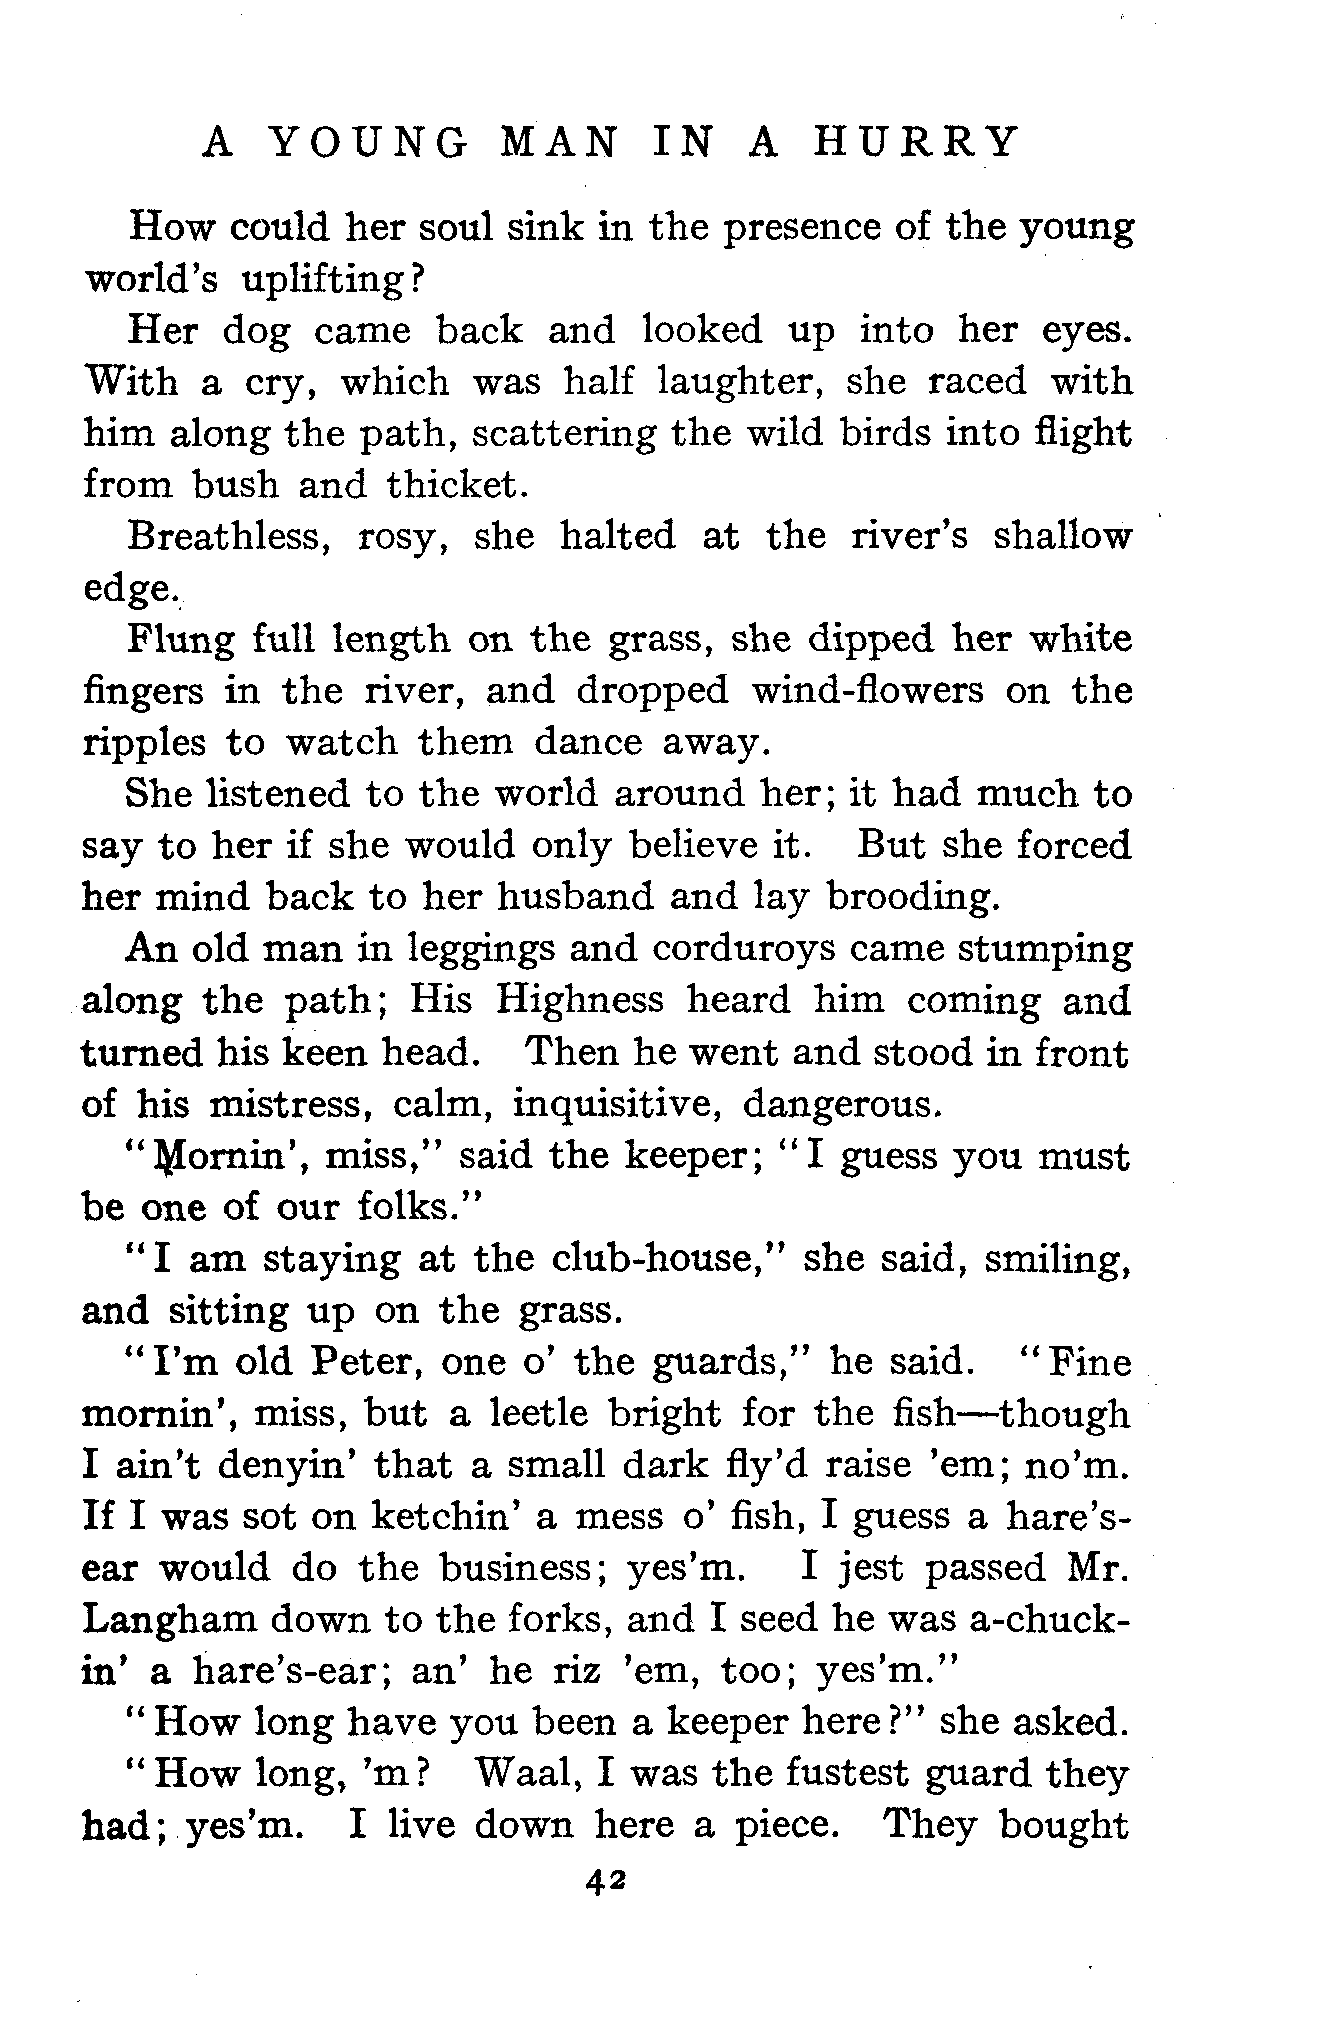 A YOUNG MAN IN A HURRY
How could her soul sink in the presence of the young
world's uplifting?
Her dog came back and looked up into her eyes.
With a cry, which was half laughter, she raced with
him along the path, scattering the wild birds into flight
from bush and thicket.
Breathless, rosy, she halted at the river's shallow
edge.
Flung full length on the grass, she dipped her white
fingers in the river, and dropped wind-flowers on the
ripples to watch them dance away.
She listened to the world around her; it had much to
say to her if she would only believe it. But she forced
her mind back to her husband and lay brooding.
An old man in leggings and corduroys came stumping
along the path; His Highness heard him coming and
turned his keen head. Then he went and stood in front
of his mistress, calm, inquisitive, dangerous.
"Mornin', miss," said the keeper; "I guess you must
be one of our folks."
"I am staying at the club-house," she said, smiling,
and sitting up on the grass.
"I'm old Peter, one o' the guards," he said. "Fine
mornin', miss, but a leetle bright for the fish—though
I ain't denyin' that a small dark fly'd raise 'em; no'm.
If I was sot on ketchin' a mess o' fish, I guess a hare's-
ear would do the business; yes'm. I jest passed Mr.
Langham down to the forks, and I seed he was a-chuck-
in' a hare's-ear; an' he riz 'em, too; yes'm."
"How long have you been a keeper here?" she asked.
"How long, 'm? Waal, I was the fustest guard they
had; yes'm. I live down here a piece. They bought
42